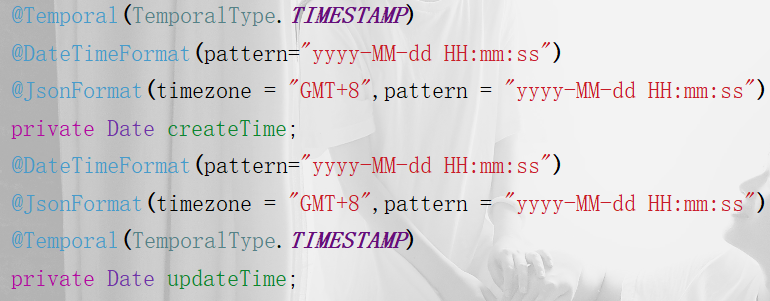 @Temporal(TemporalType.TIMESTAMP)
@DateTimeFormat(pattern="yyyy-MM-dd HH:mm:ss")
@JsonFormat(timezone = "GMT+8",pattern = "yyyy-MM-dd HH:mm:ss")
private Date createTime;
@DateTimeFormat(pattern="yyyy-MM-dd HH:mm:ss")
@JsonFormat(timezone = "GMT+8",pattern = "yyyy-MM-dd HH:mm:ss")
@Temporal(TemporalType.TIMESTAMP)
private Date updateTime;